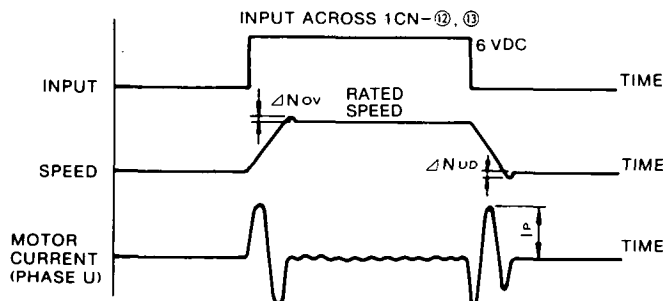 INPUT ACROSS 1CN-⑫, ⑬
6 VDC
INPUT
TIME
ΔNOV
RATED
SPEED
SPEED
ΔNUD
TIME
MOTOR
CURRENT
(PHASE U)
IP
TIME